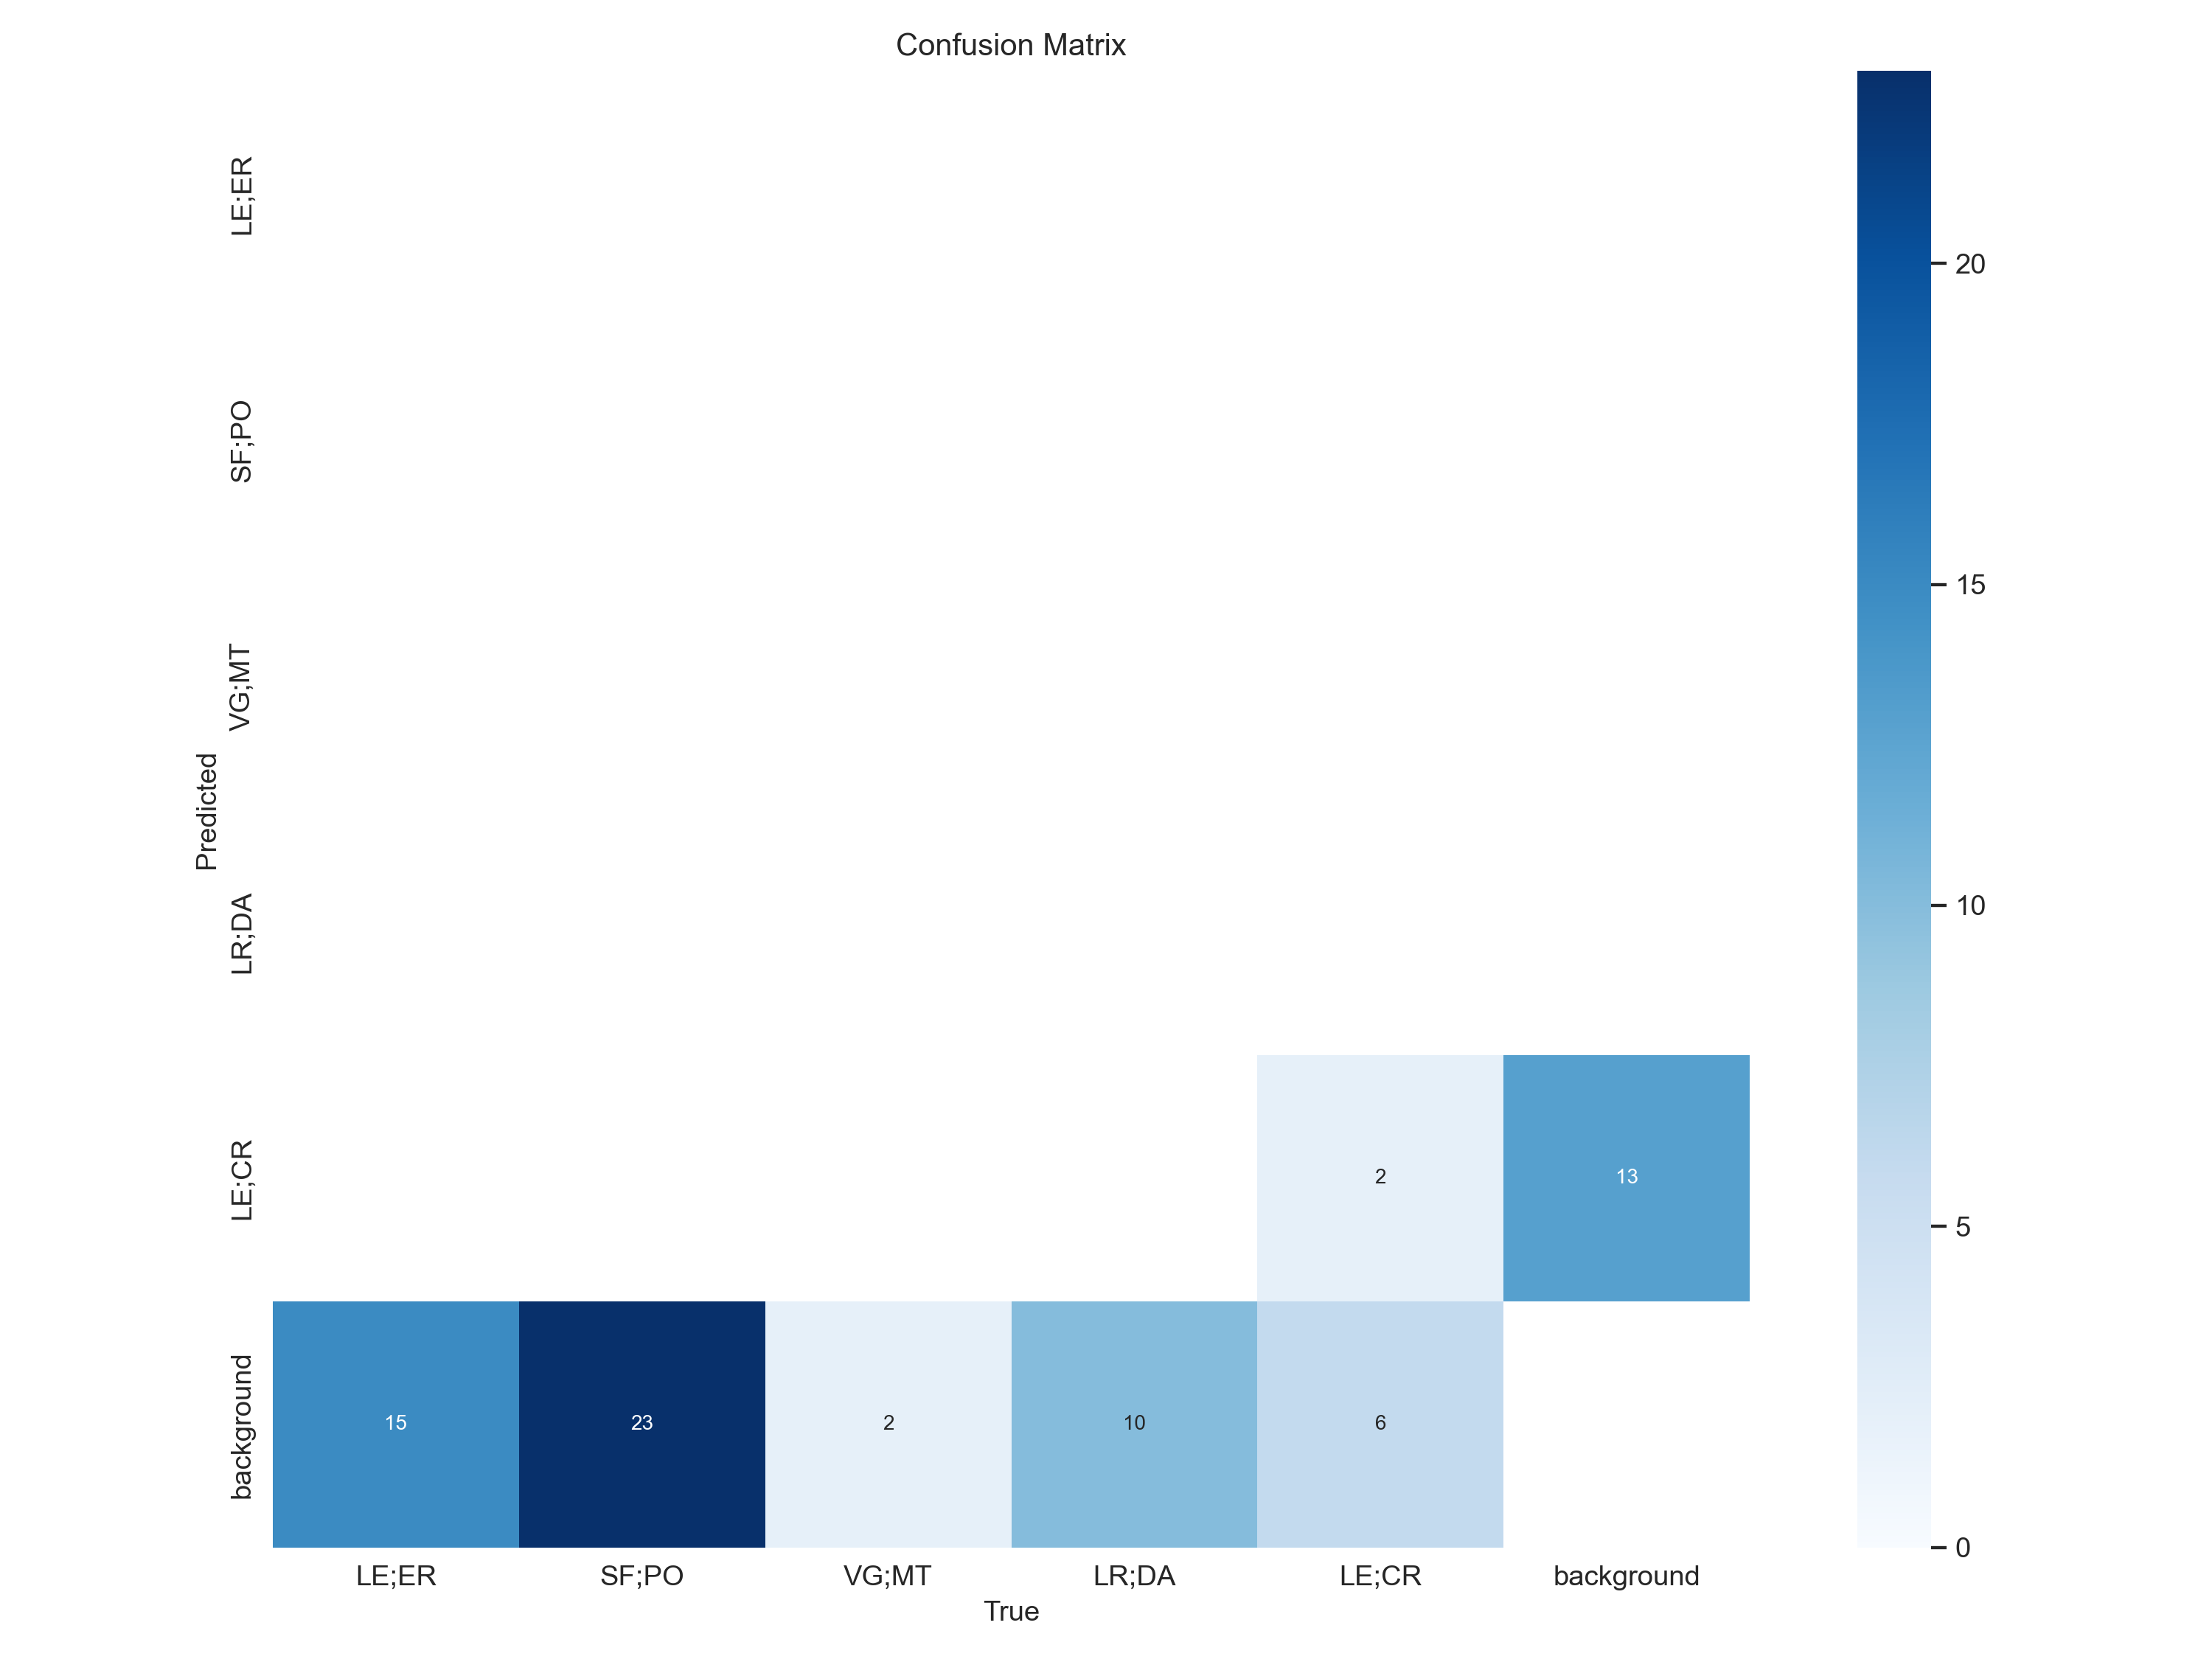 Confusion Matrix
LE;ER
SF;PO
VG;MT
LR;DA
LE;CR
background
Predicted
2
13
15
23
2
10
6
LE;ER
SF;PO
VG;MT
LR;DA
LE;CR
background
True
20
15
10
5
0